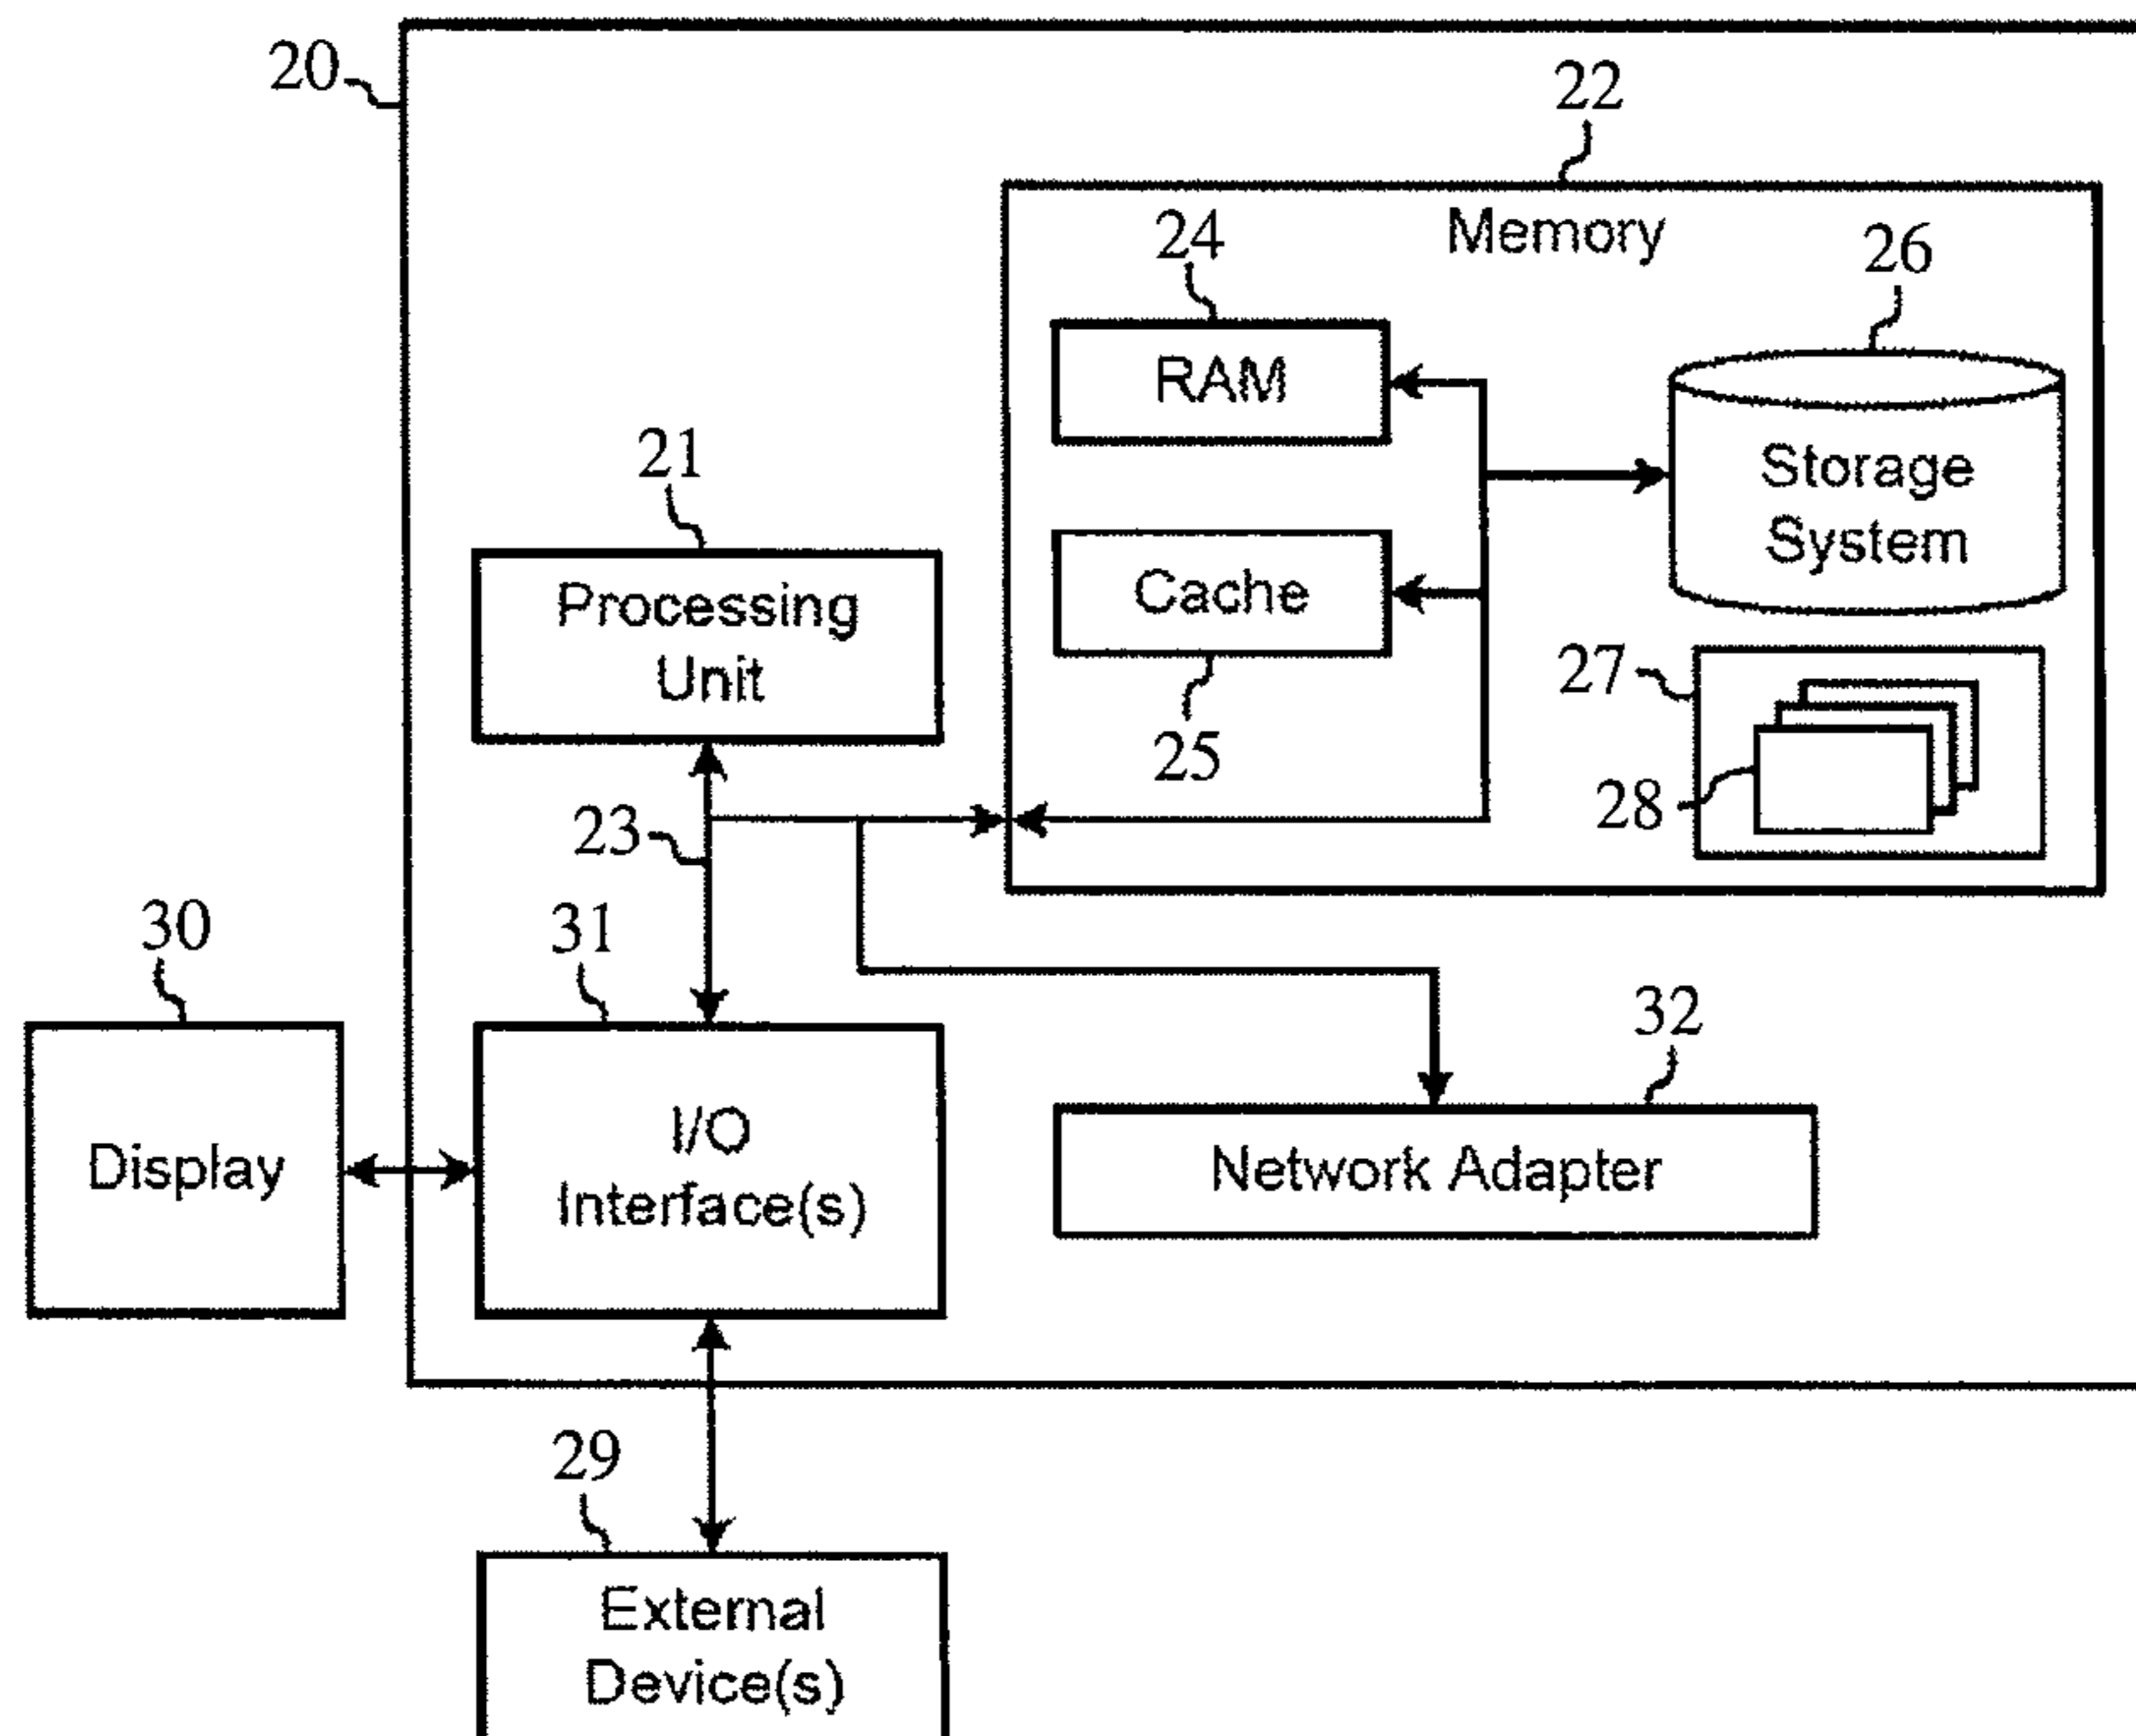 20
22
Memory
24
26
RAM
Storage
System
21
Processing
Unit
Cache
25
27
28
23
30
31
32
Display
I/O
Interface(s)
Network Adapter
29
External
Device(s)